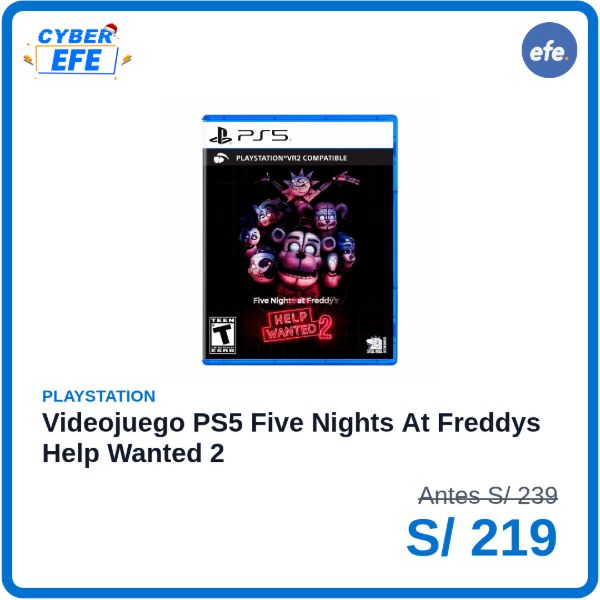 CYBER
EFE
efe.
PS5
PLAYSTATION®VR2 COMPATIBLE
Five Nights at Freddy's
HELP
WANTED 2
TEEN
T
ESRB
PLAYSTATION
Videojuego PS5 Five Nights At Freddys
Help Wanted 2
Antes S/ 239
S/ 219